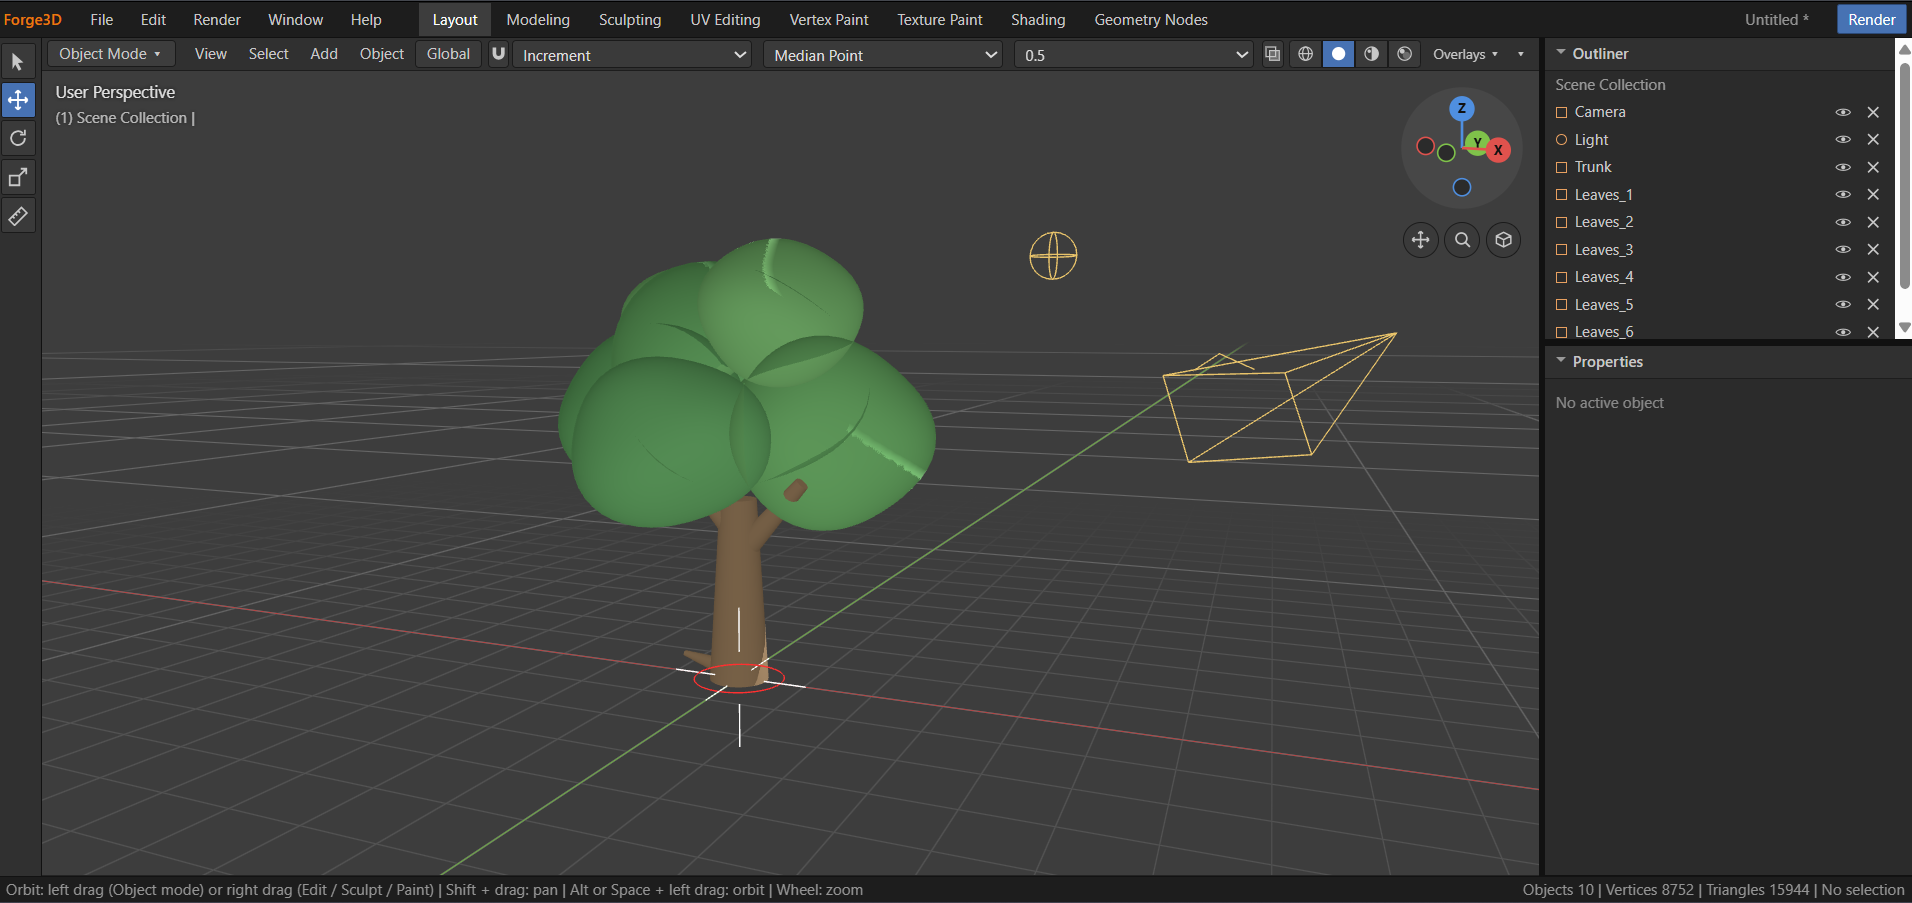 Forge3D File Edit Render Window Help Layout Modeling Sculpting UV Editing Vertex Paint Texture Paint Shading Geometry Nodes Untitled * Render
Object Mode View Select Add Object Global Increment Median Point 0.5 Overlays
User Perspective
(1) Scene Collection |
Z
Y
X
Outliner
Scene Collection
Camera
Light
Trunk
Leaves_1
Leaves_2
Leaves_3
Leaves_4
Leaves_5
Leaves_6
Properties
No active object
Orbit: left drag (Object mode) or right drag (Edit / Sculpt / Paint) | Shift + drag: pan | Alt or Space + left drag: orbit | Wheel: zoom
Objects 10 | Vertices 8752 | Triangles 15944 | No selection